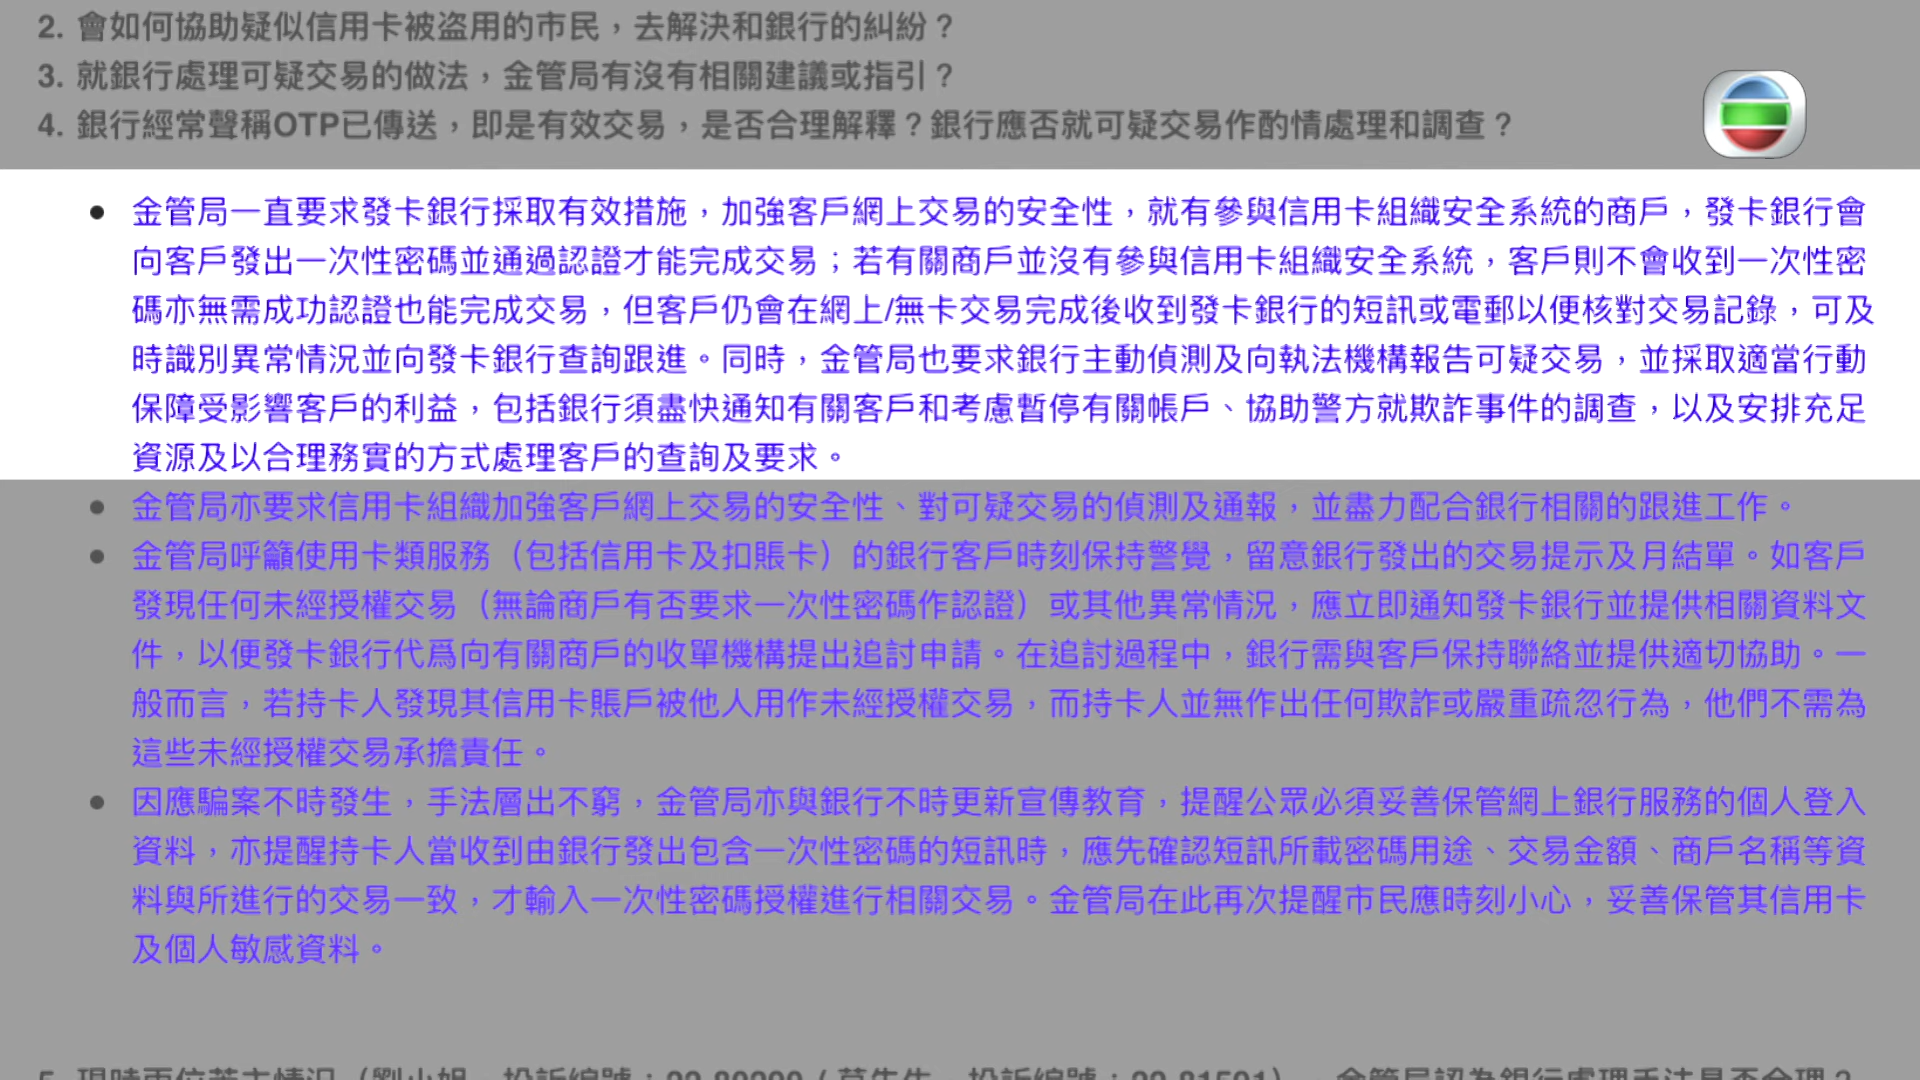 2. 會如何協助疑似信用卡被盜用的市民，去解決和銀行的糾紛？
3. 就銀行處理可疑交易的做法，金管局有沒有相關建議或指引？
4. 銀行經常聲稱OTP已傳送，即是有效交易，是否合理解釋？銀行應否就可疑交易作酌情處理和調查？
• 金管局一直要求發卡銀行採取有效措施，加強客戶網上交易的安全性，就有參與信用卡組織安全系統的商戶，發卡銀行會
向客戶發出一次性密碼並通過認證才能完成交易；若有關商戶並沒有參與信用卡組織安全系統，客戶則不會收到一次性密
碼亦無需成功認證也能完成交易，但客戶仍會在網上/無卡交易完成後收到發卡銀行的短訊或電郵以便核對交易記錄，可及
時識別異常情況並向發卡銀行查詢跟進。同時，金管局也要求銀行主動偵測及向執法機構報告可疑交易，並採取適當行動
保障受影響客戶的利益，包括銀行須盡快通知有關客戶和考慮暫停有關帳戶、協助警方就欺詐事件的調查，以及安排充足
資源及以合理務實的方式處理客戶的查詢及要求。
• 金管局亦要求信用卡組織加強客戶網上交易的安全性、對可疑交易的偵測及通報，並盡力配合銀行相關的跟進工作。
• 金管局呼籲使用卡類服務（包括信用卡及扣賬卡）的銀行客戶時刻保持警覺，留意銀行發出的交易提示及月結單。如客戶
發現任何未經授權交易（無論商戶有否要求一次性密碼作認證）或其他異常情況，應立即通知發卡銀行並提供相關資料文
件，以便發卡銀行代爲向有關商戶的收單機構提出追討申請。在追討過程中，銀行需與客戶保持聯絡並提供適切協助。一
般而言，若持卡人發現其信用卡賬戶被他人用作未經授權交易，而持卡人並無作出任何欺詐或嚴重疏忽行為，他們不需為
這些未經授權交易承擔責任。
• 因應騙案不時發生，手法層出不窮，金管局亦與銀行不時更新宣傳教育，提醒公眾必須妥善保管網上銀行服務的個人登入
資料，亦提醒持卡人當收到由銀行發出包含一次性密碼的短訊時，應先確認短訊所載密碼用途、交易金額、商戶名稱等資
料與所進行的交易一致，才輸入一次性密碼授權進行相關交易。金管局在此再次提醒市民應時刻小心，妥善保管其信用卡
及個人敏感資料。